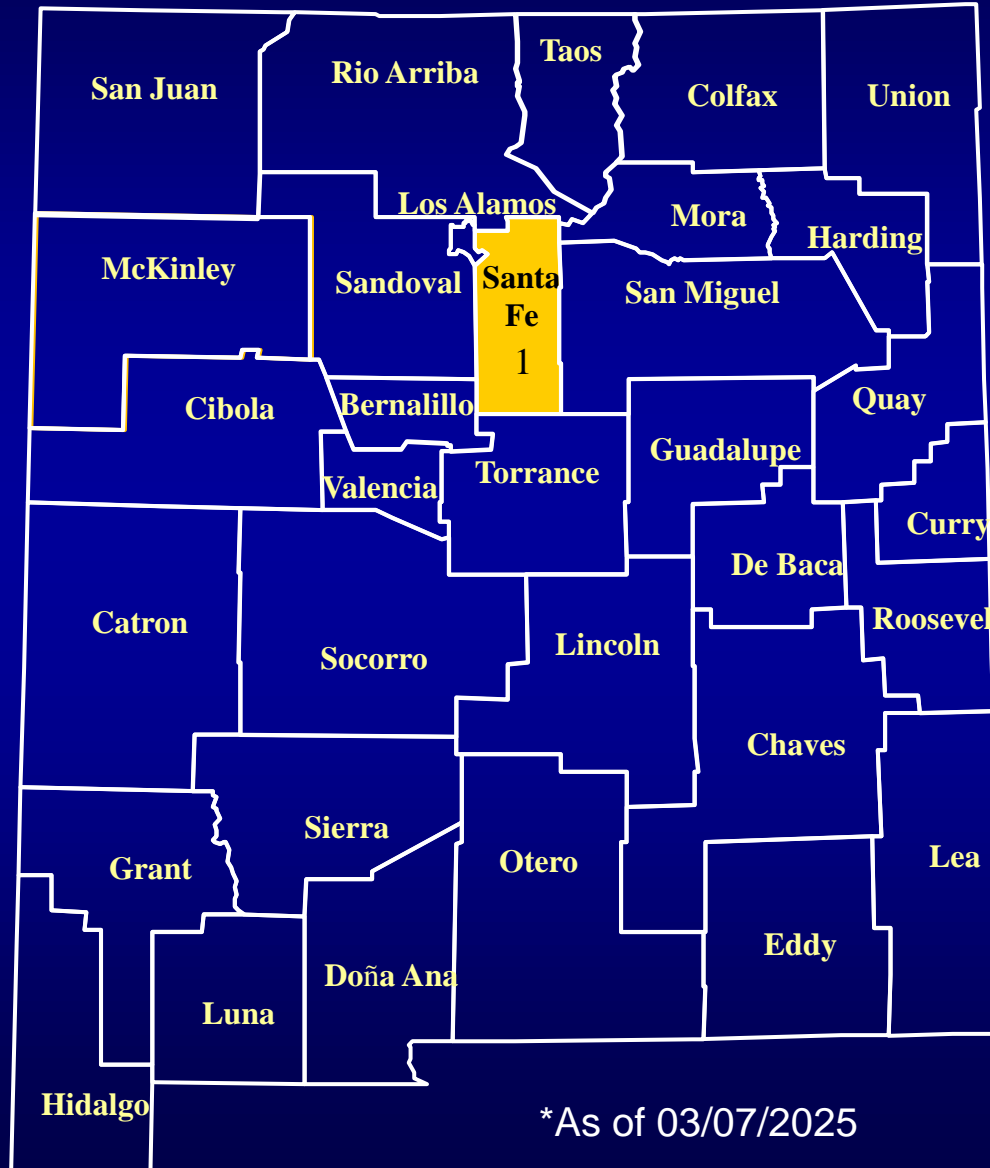 Taos
Rio Arriba
San Juan
Colfax
Union
Los Alamos
Mora
Harding
McKinley
Sandoval
Santa
Fe
1
San Miguel
Cibola
Bernalillo
Quay
Guadalupe
Torrance
Valencia
Curry
De Baca
Catron
Roosevel
Lincoln
Socorro
Chaves
Sierra
Otero
Lea
Grant
Eddy
Doña Ana
Luna
Hidalgo
*As of 03/07/2025